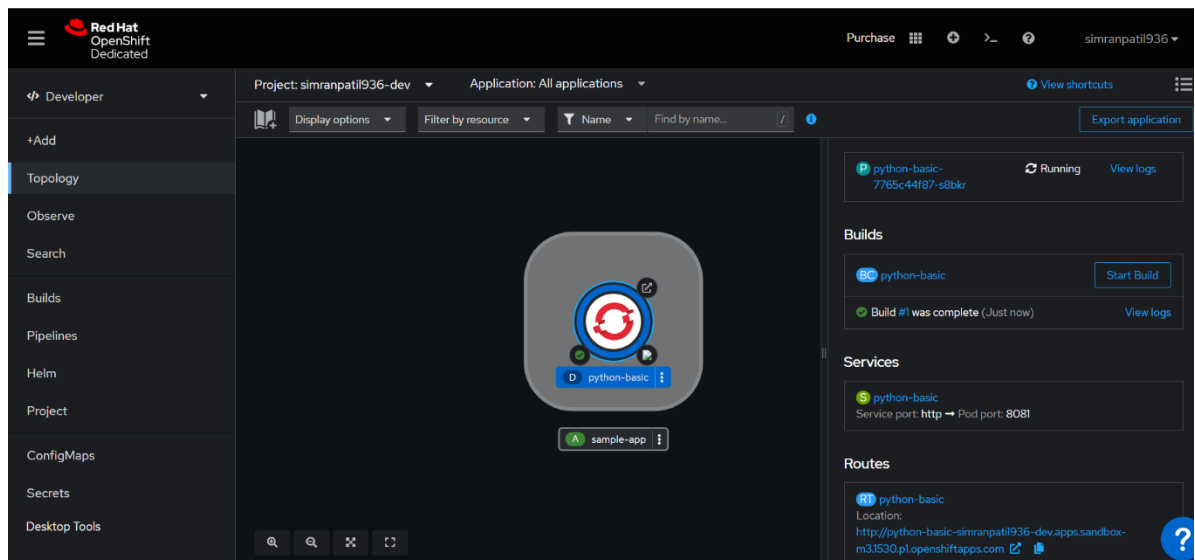 Red Hat
OpenShift
Dedicated
Purchase
>_
?
simranpatil936
</> Developer
Project: simranpatil936-dev
Application: All applications
? View shortcuts
+Add
Topology
Observe
Search
Builds
Pipelines
Helm
Project
ConfigMaps
Secrets
Desktop Tools
Display options
Filter by resource
Name
Find by name...
/
i
Export application
D python-basic
A sample-app
P python-basic-
7765c44f87-s8bkr
Running
View logs
Builds
BC python-basic
Start Build
Build #1 was complete (Just now)
View logs
Services
S python-basic
Service port: http → Pod port: 8081
Routes
RT python-basic
Location:
http://python-basic-simranpatil936-dev.apps.sandbox-
m3.1530.p1.openshiftapps.com
?